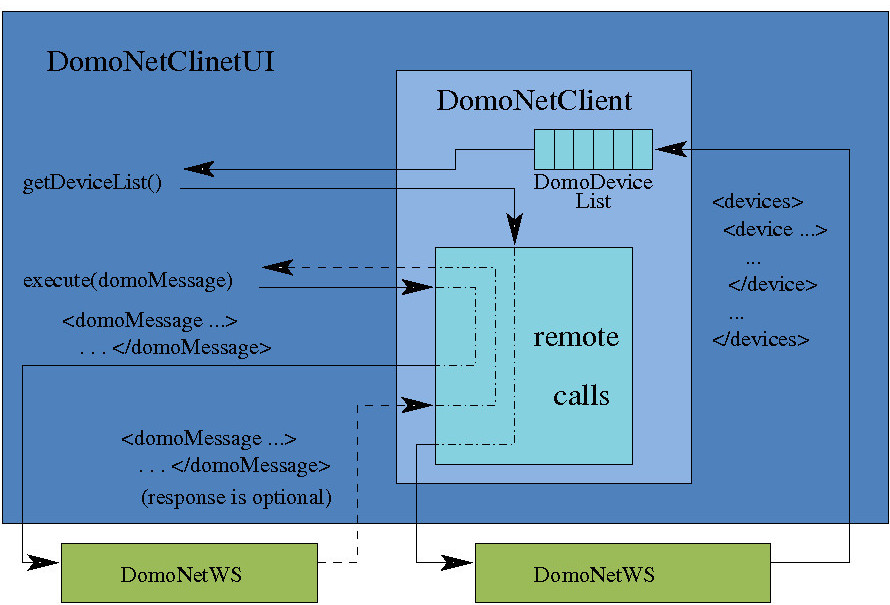 DomoNetClinetUI
DomoNetClient
getDeviceList()
DomoDevice
List
<devices>
<device ...>
...
</device>
...
</devices>
execute(domoMessage)
<domoMessage ...>
. . . </domoMessage>
remote
calls
<domoMessage ...>
. . . </domoMessage>
(response is optional)
DomoNetWS
DomoNetWS